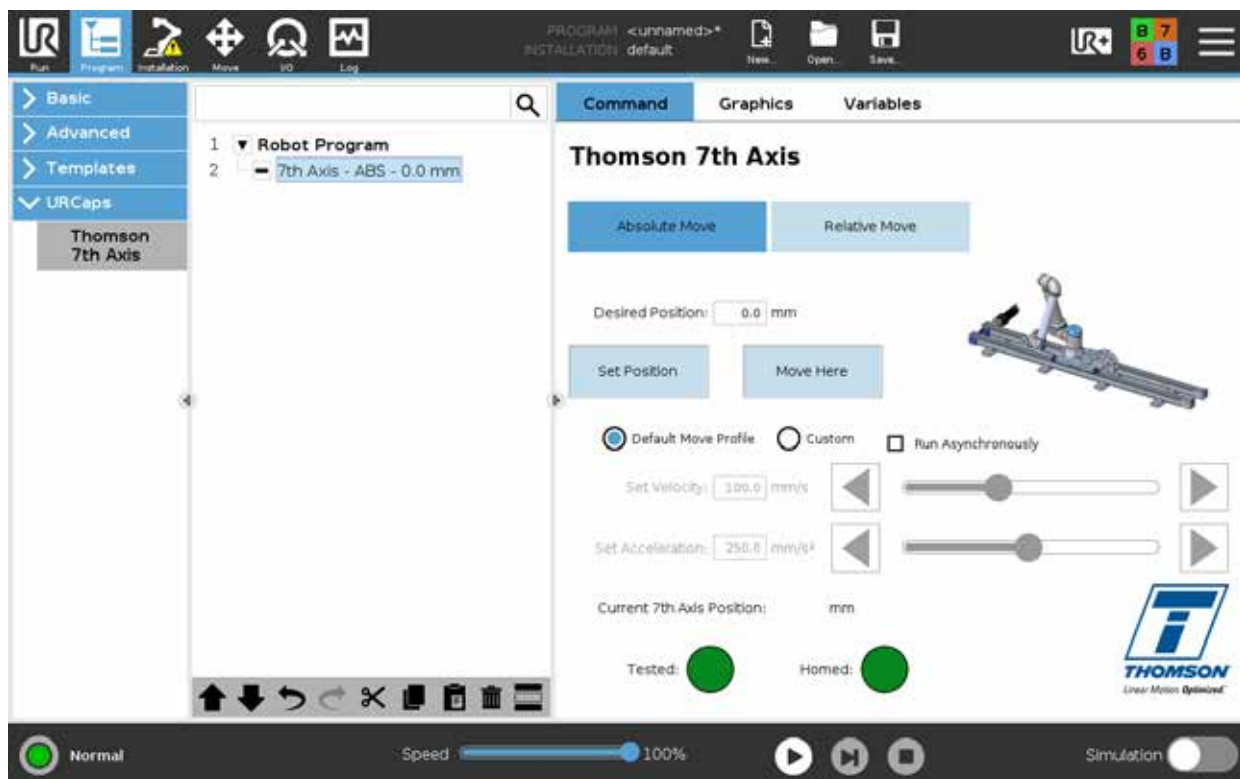 PROGRAM <unnamed>*
INSTALLATION default
Run
Program
Installation
Move
I/O
Log
New...
Open...
Save...
UR
UR+
B 7
6 B
Basic
Advanced
Templates
URCaps
Thomson
7th Axis
1 Robot Program
2 7th Axis - ABS - 0.0 mm
Command Graphics Variables
Thomson 7th Axis
Absolute Move Relative Move
Desired Position: 0.0 mm
Set Position Move Here
Default Move Profile Custom Run Asynchronously
Set Velocity: 100.0 mm/s
Set Acceleration: 250.0 mm/s²
Current 7th Axis Position: mm
Tested: Homed:
THOMSON
Linear Motion Optimized™
Normal
Speed 100%
Simulation